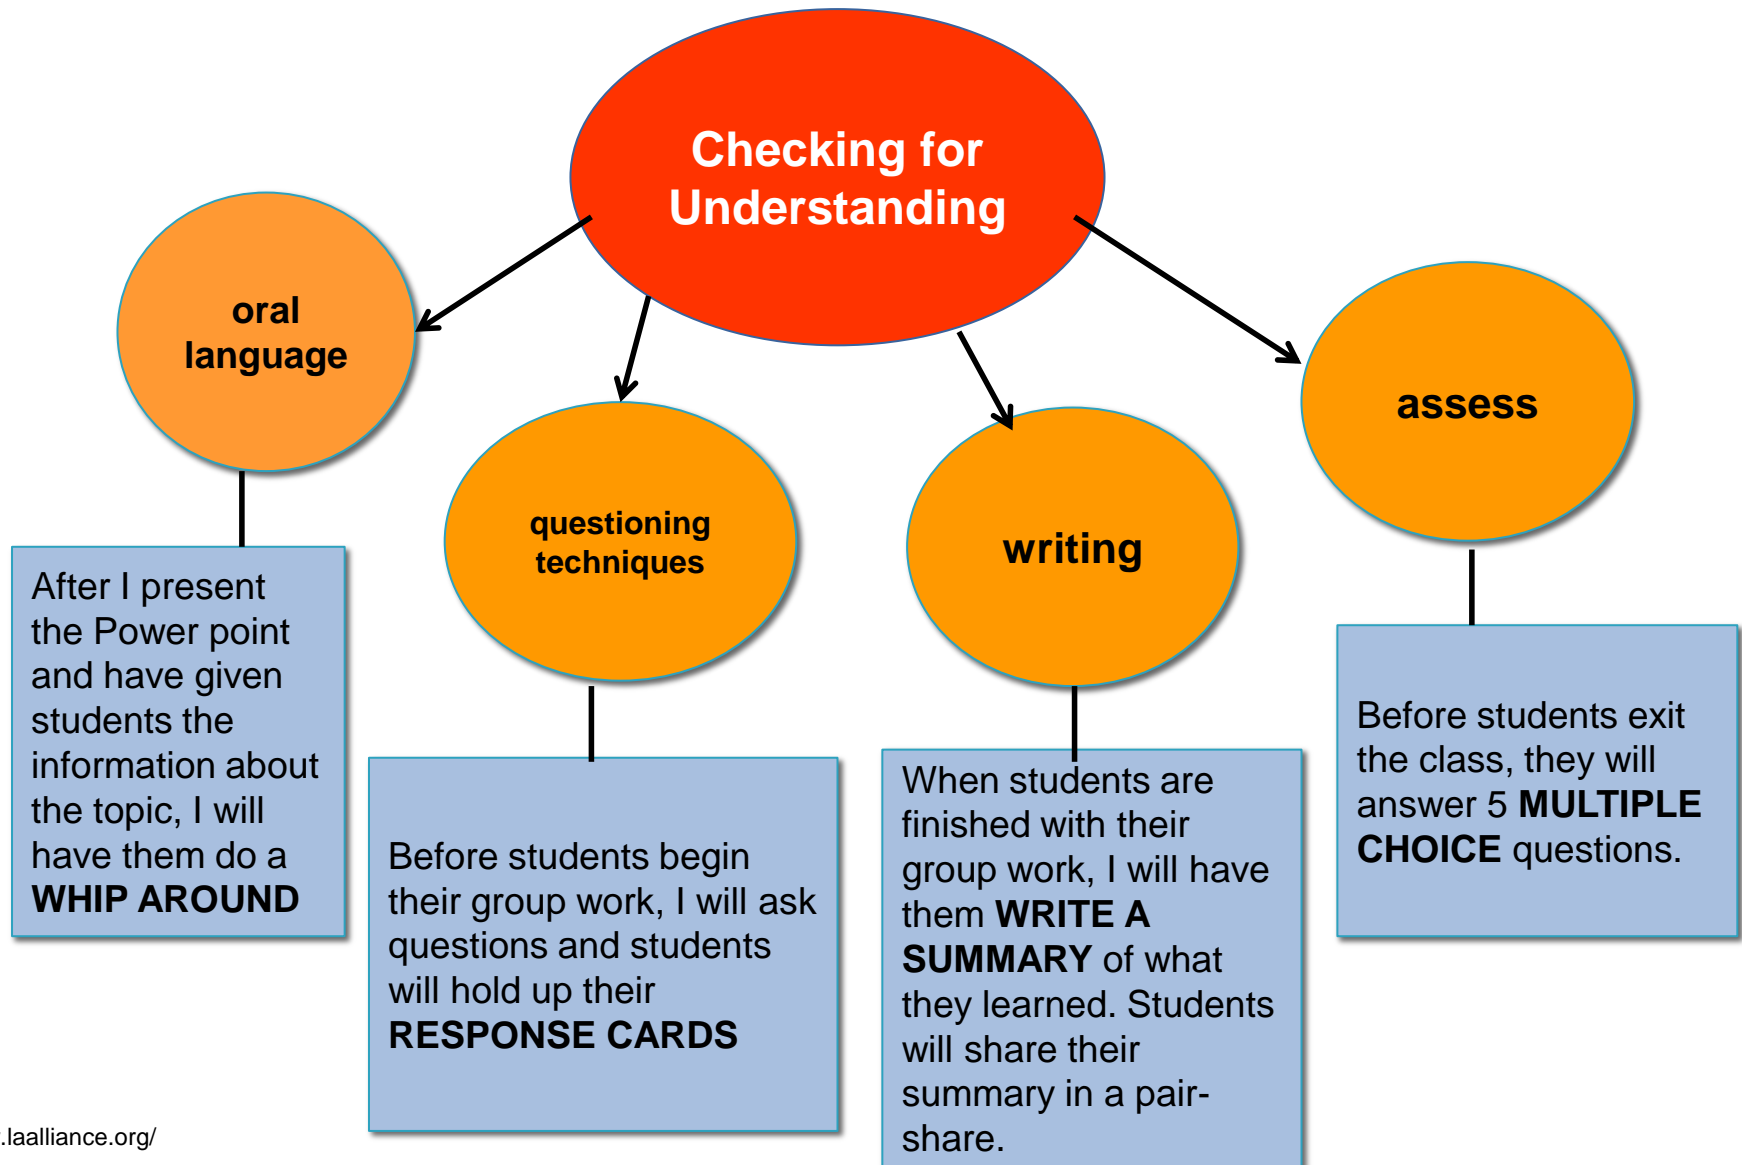 Checking for
Understanding
oral
language
questioning
techniques
writing
assess
After I present
the Power point
and have given
students the
information about
the topic, I will
have them do a
WHIP AROUND
Before students begin
their group work, I will ask
questions and students
will hold up their
RESPONSE CARDS
When students are
finished with their
group work, I will have
them WRITE A
SUMMARY of what
they learned. Students
will share their
summary in a pair-
share.
Before students exit
the class, they will
answer 5 MULTIPLE
CHOICE questions.
.laalliance.org/